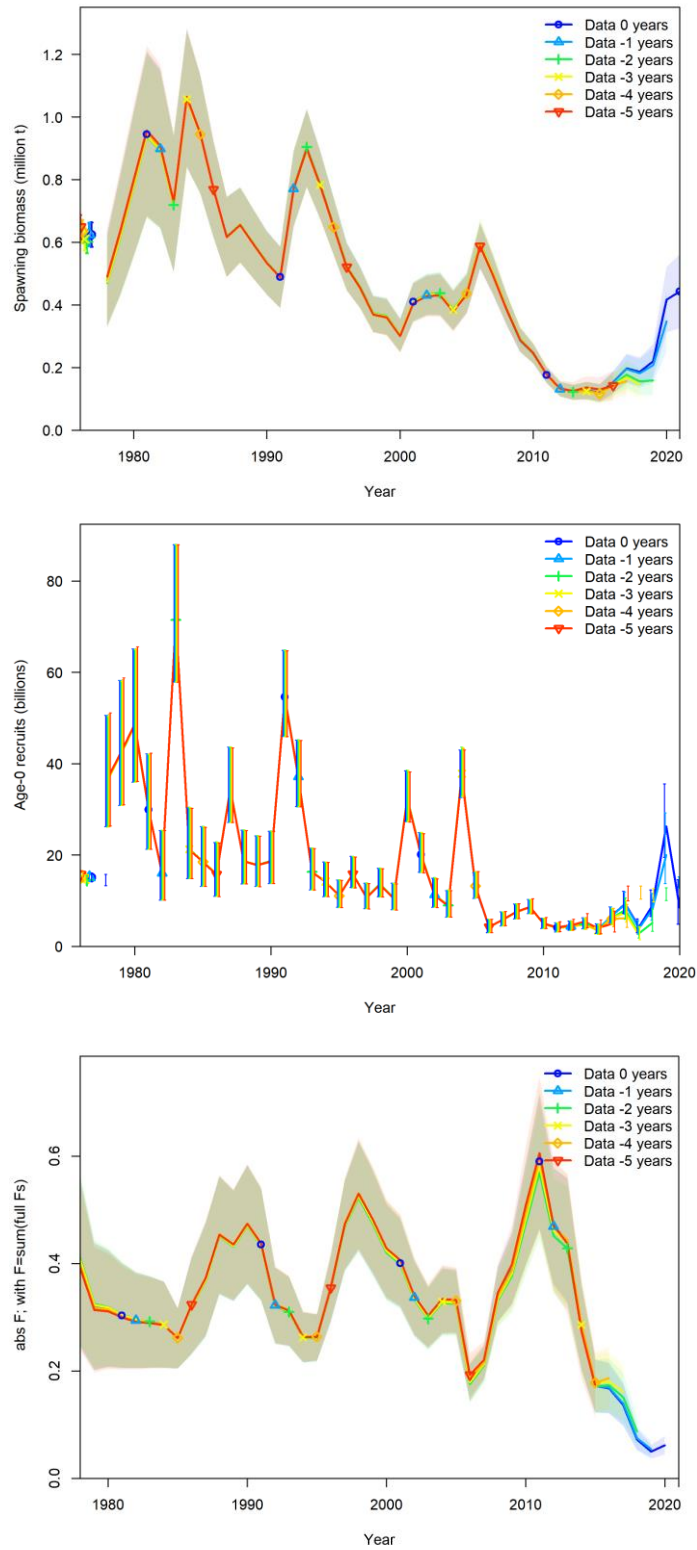 Spawning biomass (million t)
1.2
1.0
0.8
0.6
0.4
0.2
0.0
Data 0 years
Data -1 years
Data -2 years
Data -3 years
Data -4 years
Data -5 years
1980
1990
2000
2010
2020
Year
Age-0 recruits (billions)
80
60
40
20
0
Data 0 years
Data -1 years
Data -2 years
Data -3 years
Data -4 years
Data -5 years
1980
1990
2000
2010
2020
Year
abs F; with F=sum(full Fs)
0.6
0.4
0.2
0.0
Data 0 years
Data -1 years
Data -2 years
Data -3 years
Data -4 years
Data -5 years
1980
1990
2000
2010
2020
Year